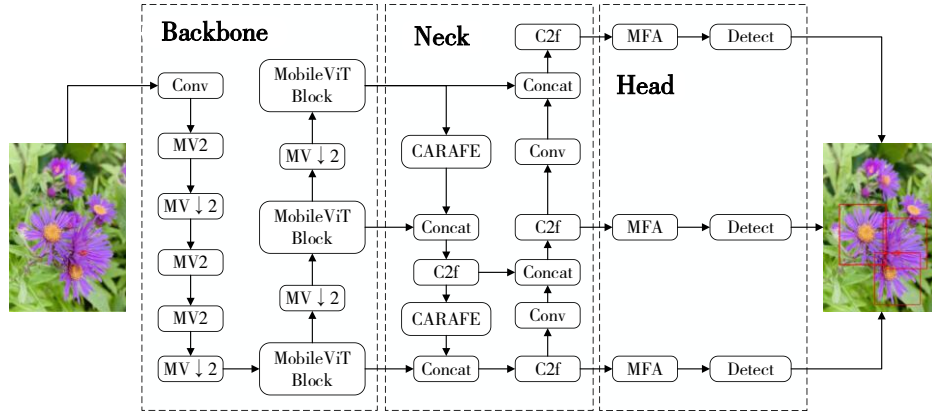 Backbone
Conv
MV2
MV↓2
MV2
MV2
MV↓2
MobileViT
Block
MV↓2
MobileViT
Block
MV↓2
MobileViT
Block
Neck
CARAFE
Concat
C2f
CARAFE
Concat
C2f
Concat
Conv
C2f
Concat
Conv
C2f
Head
MFA
Detect
MFA
Detect
MFA
Detect